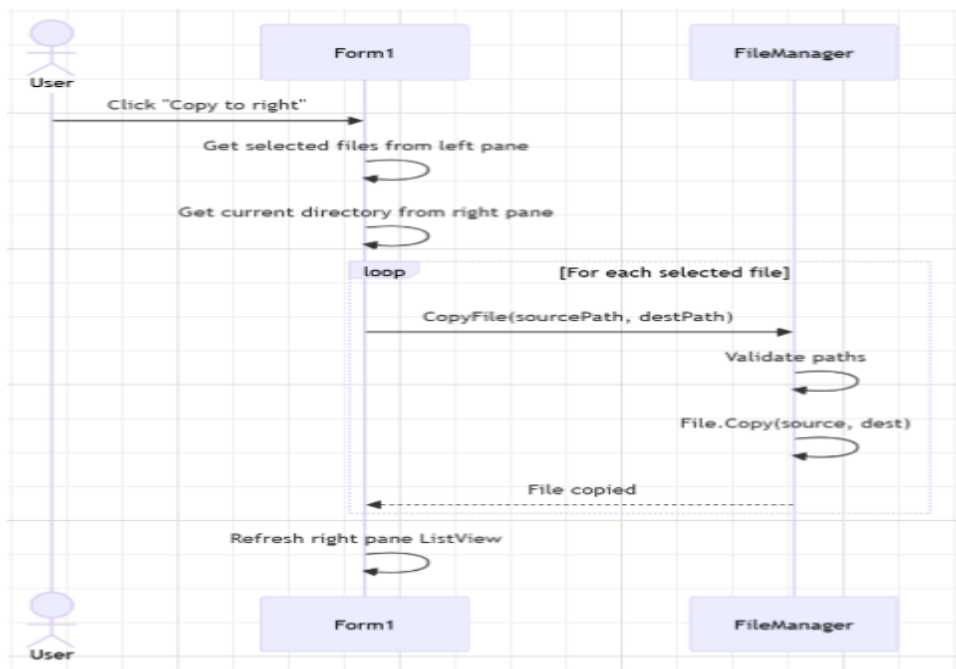 Form1
FileManager
User
Click "Copy to right"
Get selected files from left pane
Get current directory from right pane
loop
[For each selected file]
CopyFile(sourcePath, destPath)
Validate paths
File.Copy(source, dest)
File copied
Refresh right pane ListView
Form1
FileManager
User